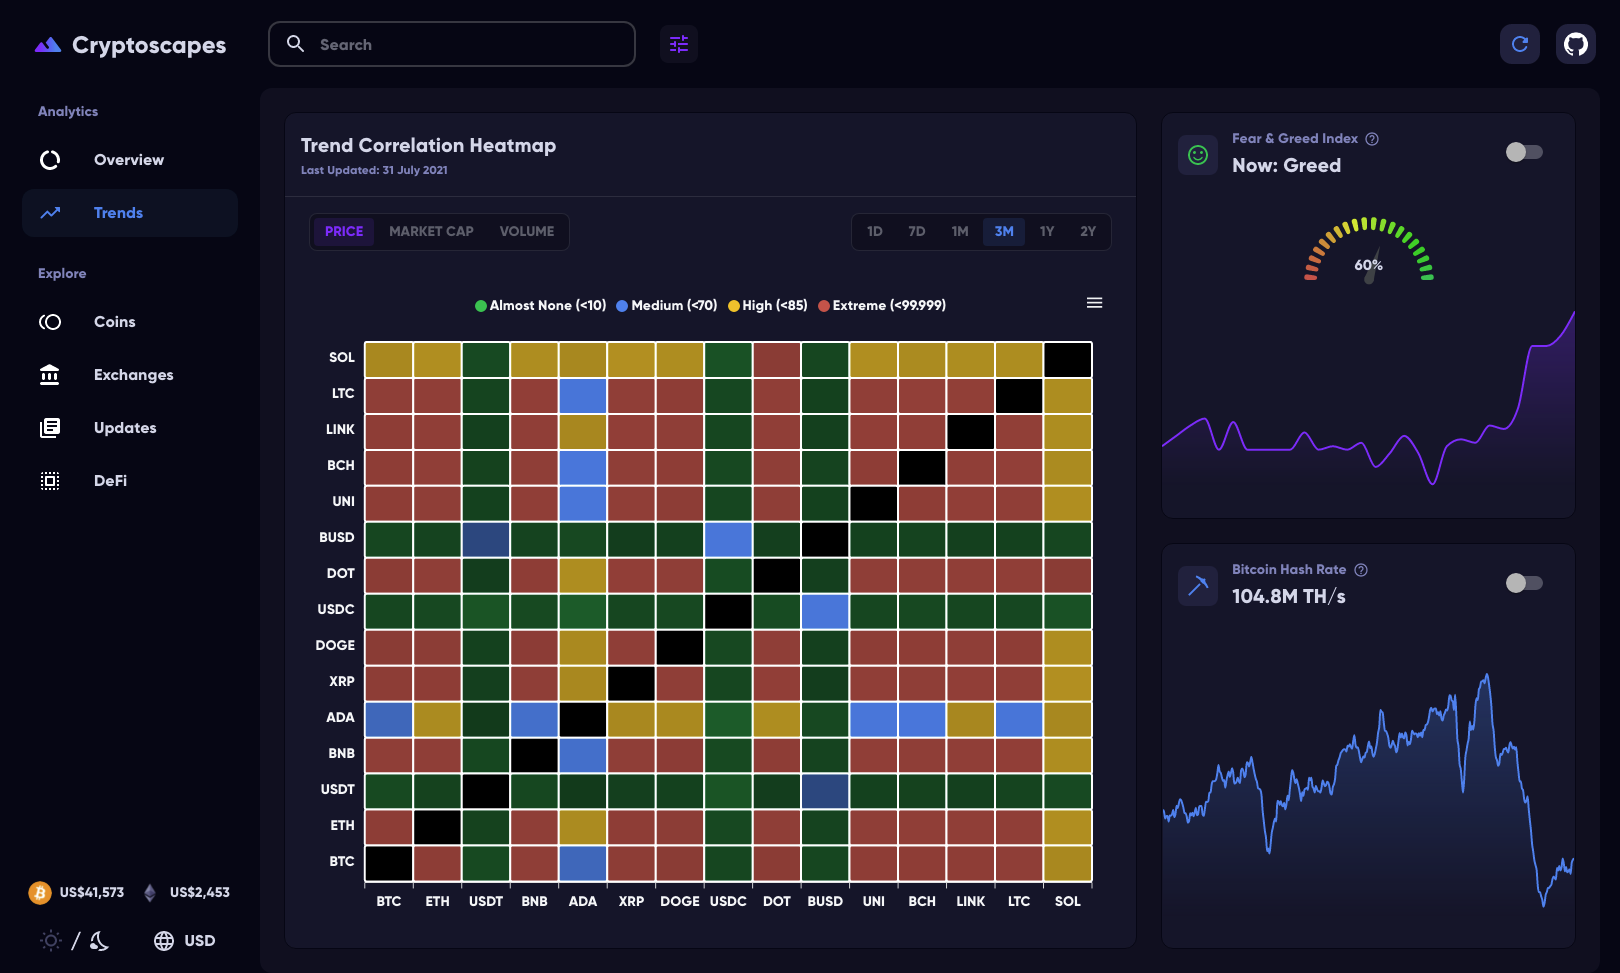 Cryptoscapes
Search
Analytics
Overview
Trends
Explore
Coins
Exchanges
Updates
DeFi
US$41,573
US$2,453
/
USD
Trend Correlation Heatmap
Last Updated: 31 July 2021
PRICE MARKET CAP VOLUME
1D 7D 1M 3M 1Y 2Y
Almost None (<10) Medium (<70) High (<85) Extreme (<99.999)
SOL
LTC
LINK
BCH
UNI
BUSD
DOT
USDC
DOGE
XRP
ADA
BNB
USDT
ETH
BTC
BTC ETH USDT BNB ADA XRP DOGE USDC DOT BUSD UNI BCH LINK LTC SOL
Fear & Greed Index ?
Now: Greed
60%
Bitcoin Hash Rate ?
104.8M TH/s